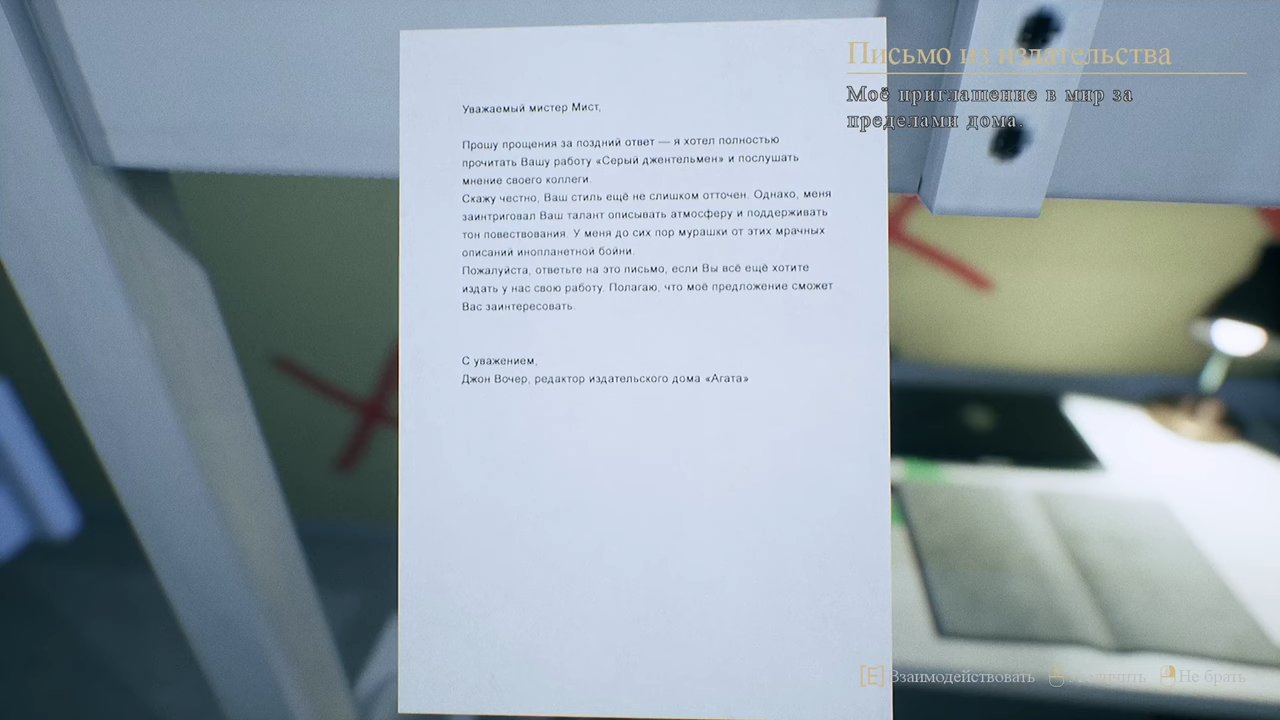 Письмо из издательства
Моё приглашение в мир за
пределами дома.
Уважаемый мистер Мист,
Прошу прощения за поздний ответ — я хотел полностью
прочитать Вашу работу «Серый джентельмен» и послушать
мнение своего коллеги.
Скажу честно, Ваш стиль ещё не слишком отточен. Однако, меня
заинтриговал Ваш талант описывать атмосферу и поддерживать
тон повествования. У меня до сих пор мурашки от этих мрачных
описаний инопланетной бойни.
Пожалуйста, ответьте на это письмо, если Вы всё ещё хотите
издать у нас свою работу. Полагаю, что моё предложение сможет
Вас заинтересовать.
С уважением,
Джон Вочер, редактор издательского дома «Агата»
[E] Взаимодействовать Не брать